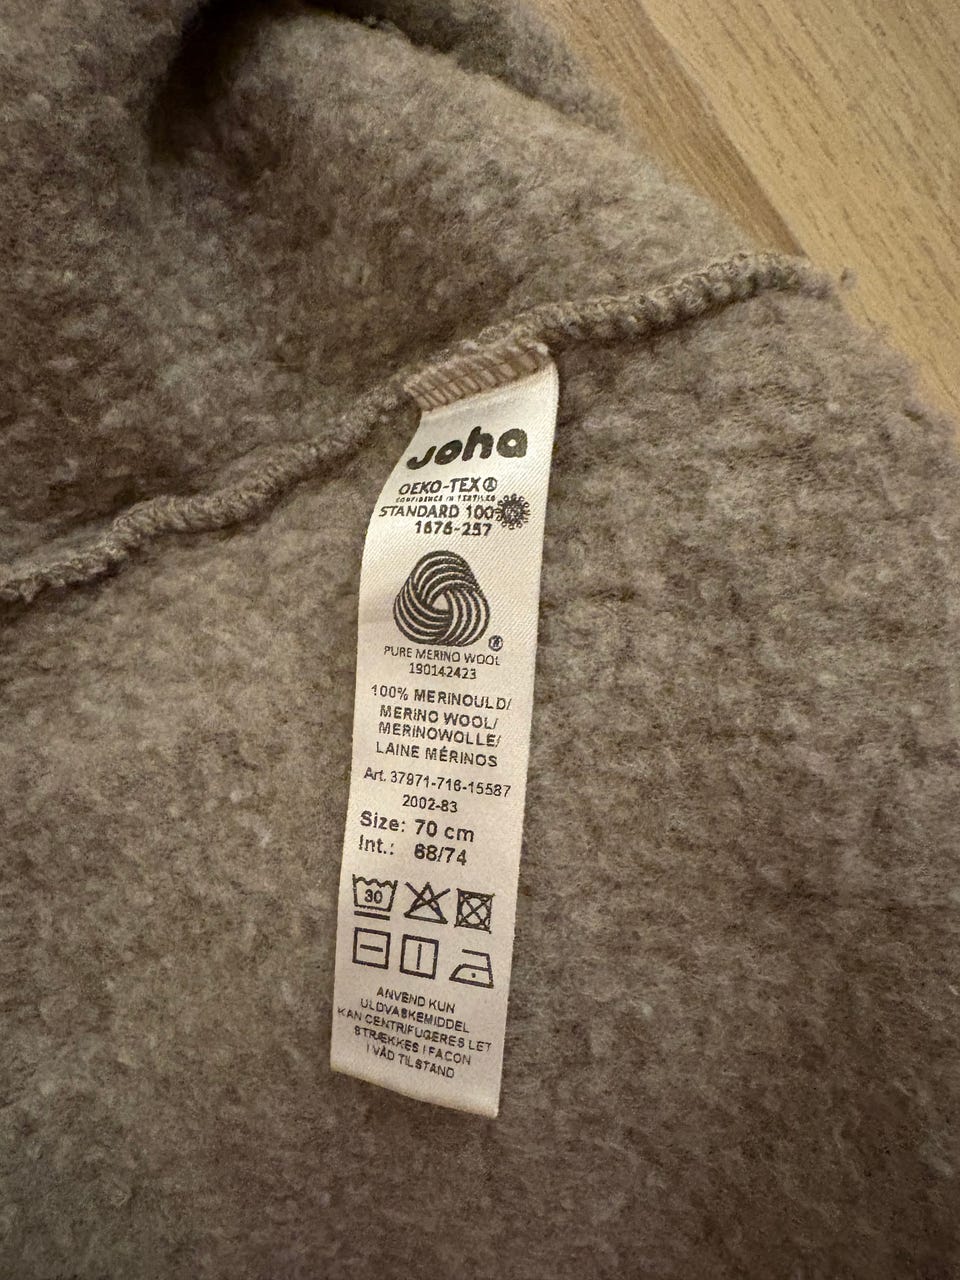 Joha
OEKO-TEX®
CONFIDENCE IN TEXTILES
STANDARD 100
1676-257
PURE MERINO WOOL
190142423
100% MERINOULD/
MERINO WOOL/
MERINOWOLLE/
LAINE MÉRINOS
Art. 37971-716-15587
2002-83
Size: 70 cm
Int.: 68/74
30
ANVEND KUN
ULDVASKEMIDDEL
KAN CENTRIFUGERES LET
STRÆKKES I FACON
I VÅD TILSTAND